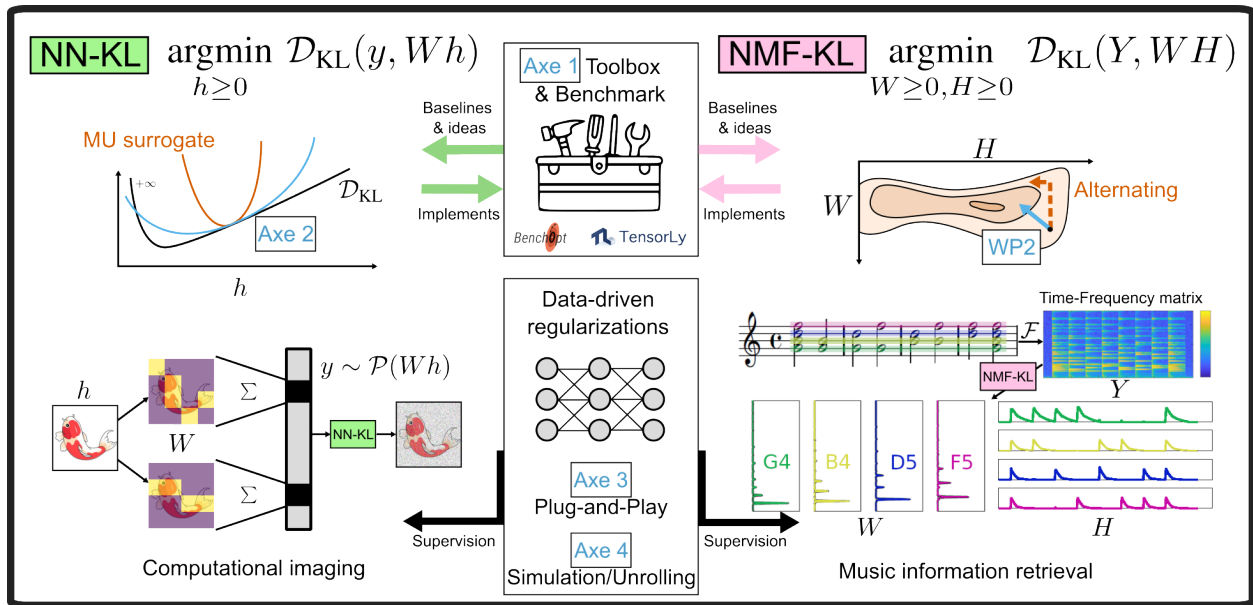 NN-KL argmin D_KL(y, Wh)
h≥0
MU surrogate
+∞
D_KL
Axe 2
h
Baselines
& ideas
Implements
Axe 1 Toolbox
& Benchmark
BenchOpt
TensorLy
Baselines
& ideas
Implements
NMF-KL argmin D_KL(Y, WH)
W≥0, H≥0
H
W
Alternating
WP2
h
W
Σ
Σ
y ∼ P(Wh)
NN-KL
Computational imaging
Data-driven
regularizations
Axe 3
Plug-and-Play
Axe 4
Simulation/Unrolling
Supervision
Supervision
Time-Frequency matrix
F
NMF-KL
Y
G4
B4
D5
F5
W
H
Music information retrieval